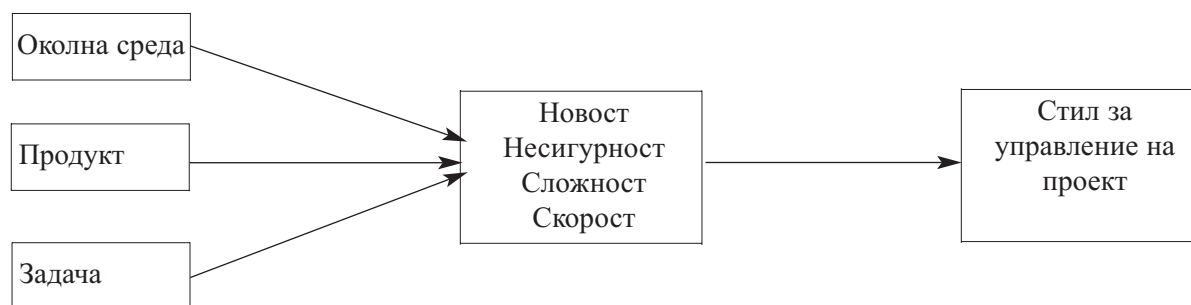 Околна среда
Продукт
Задача
Новост
Несигурност
Сложност
Скорост
Стил за
управление на
проект